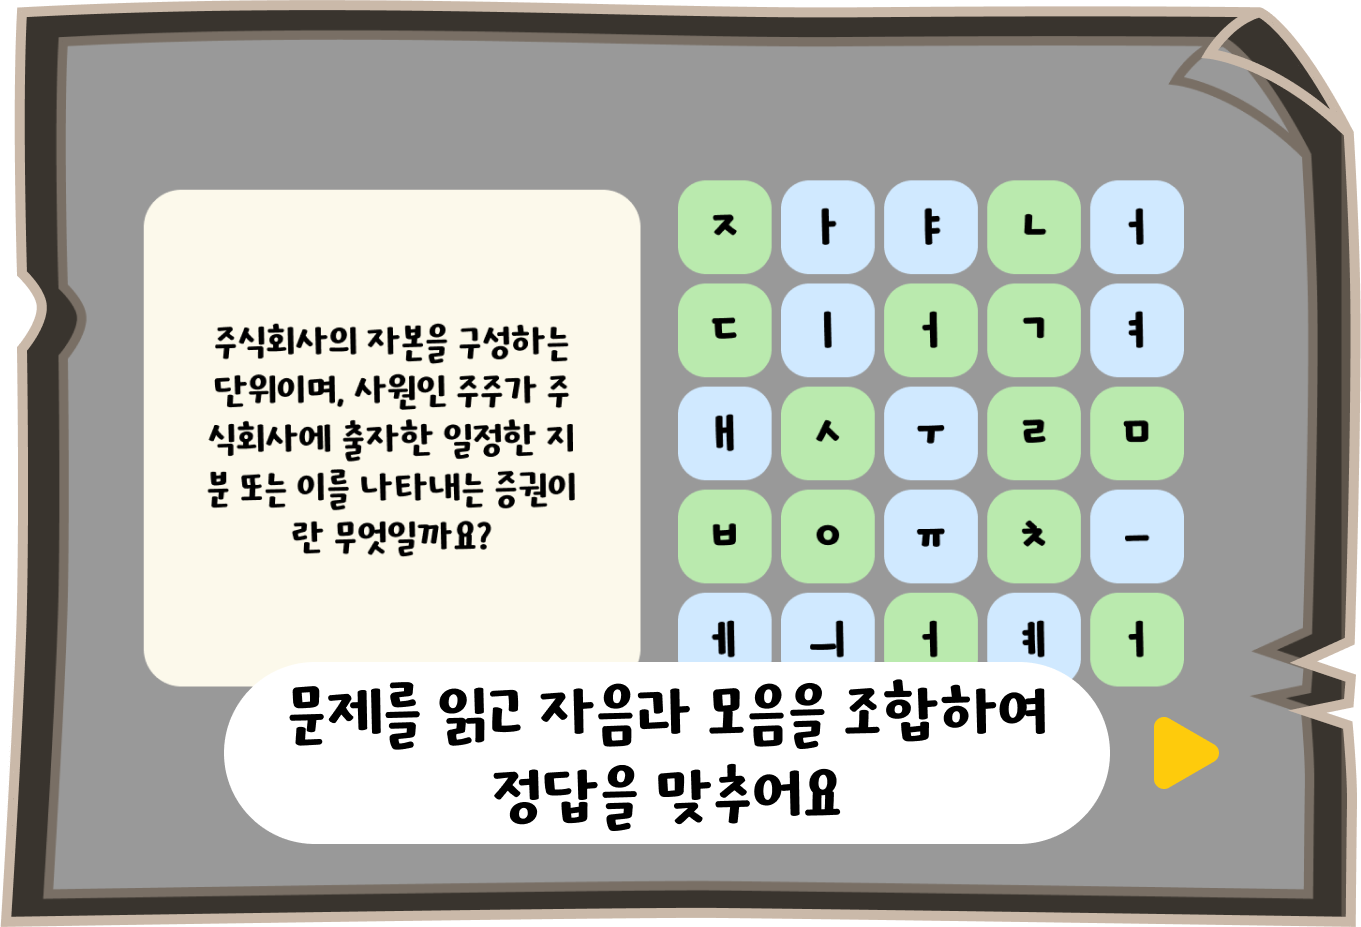 주식회사의 자본을 구성하는
단위이며, 사원인 주주가 주
식회사에 출자한 일정한 지
분 또는 이를 나타내는 증권이
란 무엇일까요?
ㅈ ㅏ ㅑ ㄴ ㅓ
ㄷ ㅣ ㅓ ㄱ ㅕ
ㅐ ㅅ ㅜ ㄹ ㅁ
ㅂ ㅇ ㅠ ㅊ ㅡ
ㅔ ㅢ ㅓ ㅖ ㅓ
문제를 읽고 자음과 모음을 조합하여
정답을 맞추어요